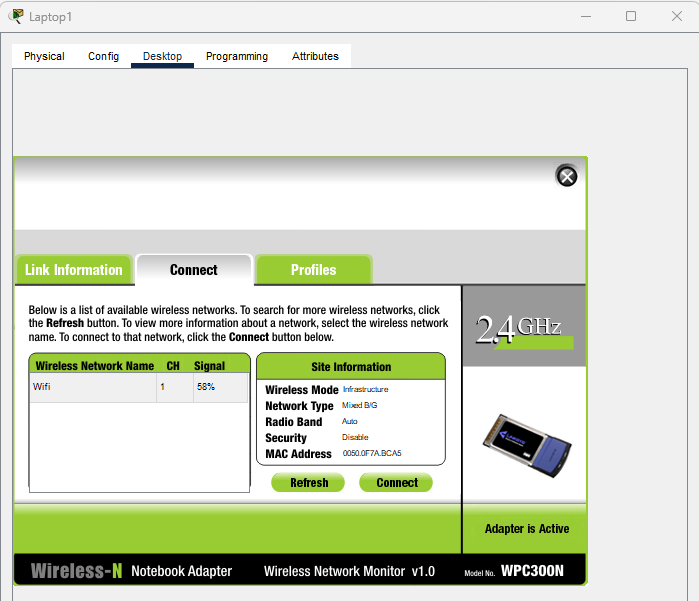 Laptop1
Physical Config Desktop Programming Attributes
Link Information Connect Profiles
Below is a list of available wireless networks. To search for more wireless networks, click
the Refresh button. To view more information about a network, select the wireless network
name. To connect to that network, click the Connect button below.
2.4GHz
Wireless Network Name CH Signal
Wifi 1 58%
Site Information
Wireless Mode Infrastructure
Network Type Mixed B/G
Radio Band Auto
Security Disable
MAC Address 0050.0F7A.BCA5
Refresh Connect
Adapter is Active
Wireless-N Notebook Adapter Wireless Network Monitor v1.0 Model No. WPC300N